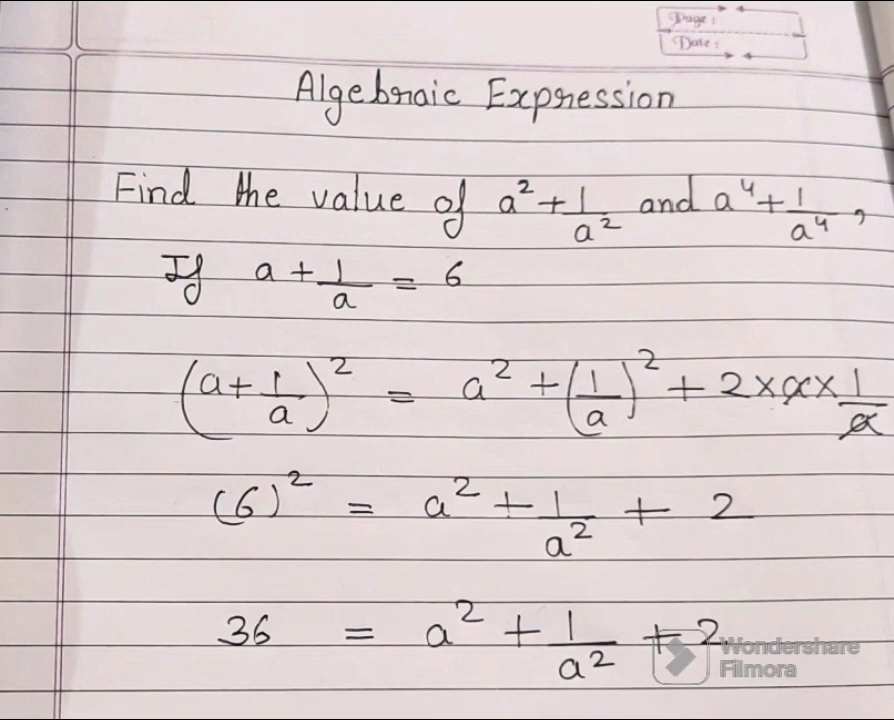 Page :
Date :
Algebraic Expression
Find the value of a² + 1/a² and a⁴ + 1/a⁴,
If a + 1/a = 6
(a + 1/a)² = a² + (1/a)² + 2 × a × 1/a
(6)² = a² + 1/a² + 2
36 = a² + 1/a² + 2
Wondershare
Filmora